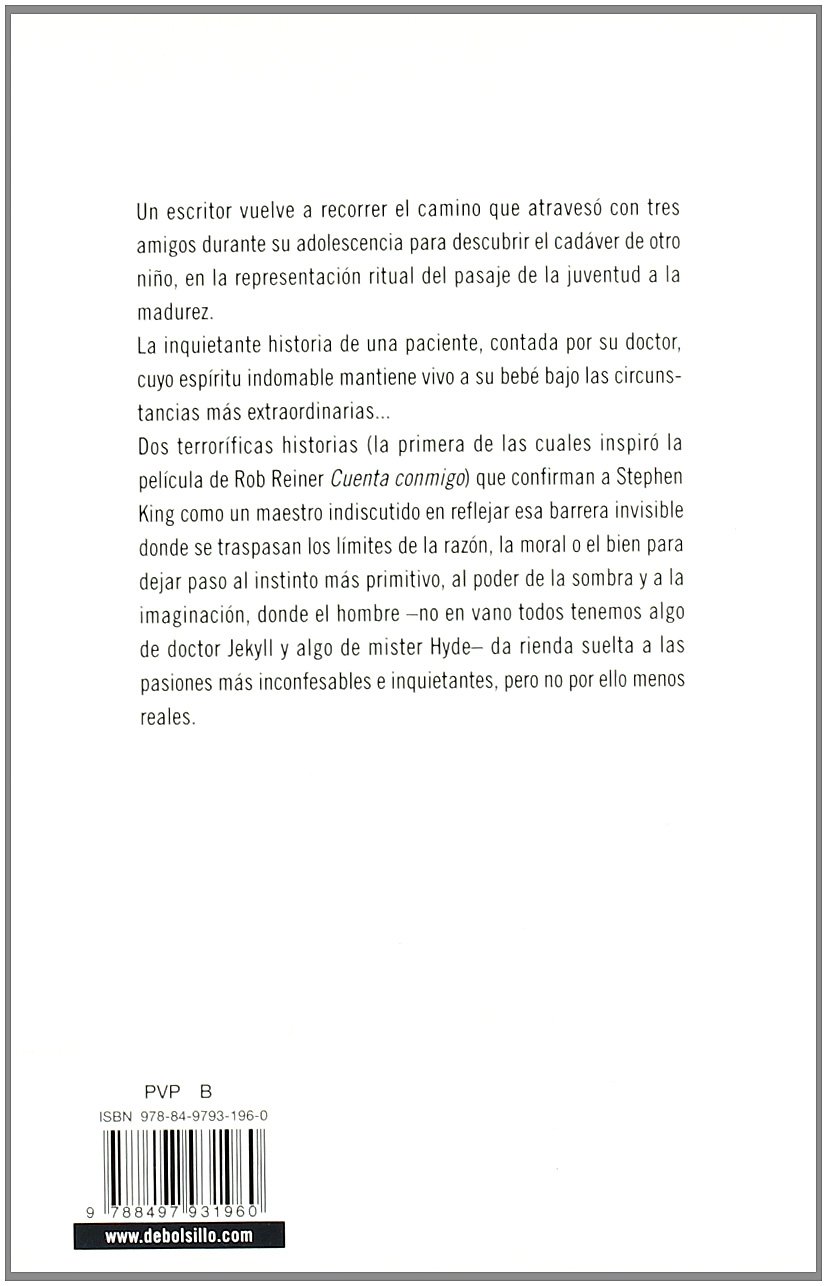 Un escritor vuelve a recorrer el camino que atravesó con tres
amigos durante su adolescencia para descubrir el cadáver de otro
niño, en la representación ritual del pasaje de la juventud a la
madurez.
La inquietante historia de una paciente, contada por su doctor,
cuyo espíritu indomable mantiene vivo a su bebé bajo las circuns-
tancias más extraordinarias...
Dos terroríficas historias (la primera de las cuales inspiró la
película de Rob Reiner Cuenta conmigo) que confirman a Stephen
King como un maestro indiscutido en reflejar esa barrera invisible
donde se traspasan los límites de la razón, la moral o el bien para
dejar paso al instinto más primitivo, al poder de la sombra y a la
imaginación, donde el hombre –no en vano todos tenemos algo
de doctor Jekyll y algo de mister Hyde– da rienda suelta a las
pasiones más inconfesables e inquietantes, pero no por ello menos
reales.
PVP B
ISBN 978-84-9793-196-0
9 788497 931960
www.debolsillo.com